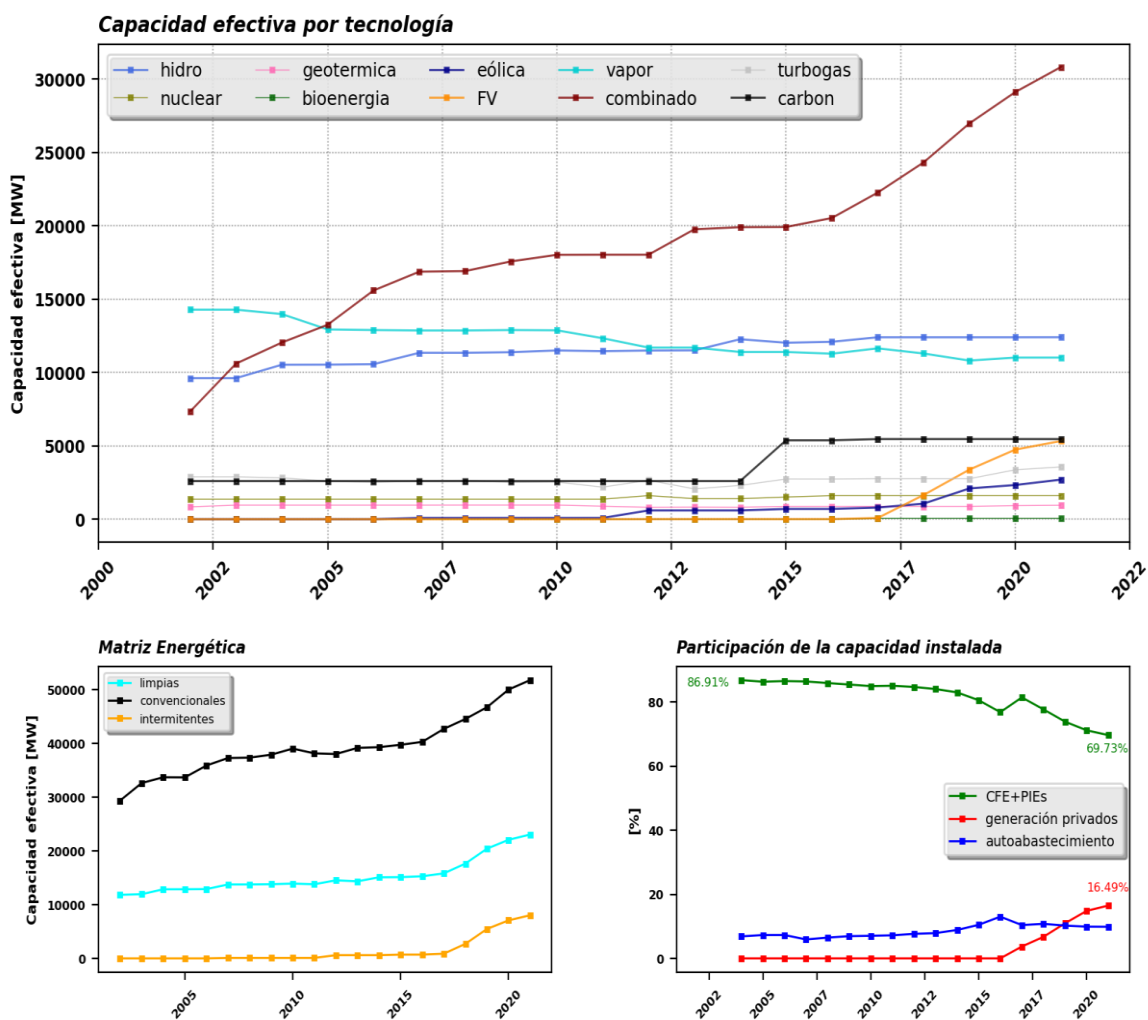 Capacidad efectiva por tecnología
hidro geotermica eólica vapor turbogas
nuclear bioenergia FV combinado carbon
Capacidad efectiva [MW]
30000
25000
20000
15000
10000
5000
0
2000 2002 2005 2007 2010 2012 2015 2017 2020 2022
Matriz Energética
limpias
convencionales
intermitentes
Capacidad efectiva [MW]
50000
40000
30000
20000
10000
0
2005 2010 2015 2020
Participación de la capacidad instalada
86.91%
69.73%
CFE+PIEs
generación privados
autoabastecimiento
16.49%
[%]
80
60
40
20
0
2002 2005 2007 2010 2012 2015 2017 2020